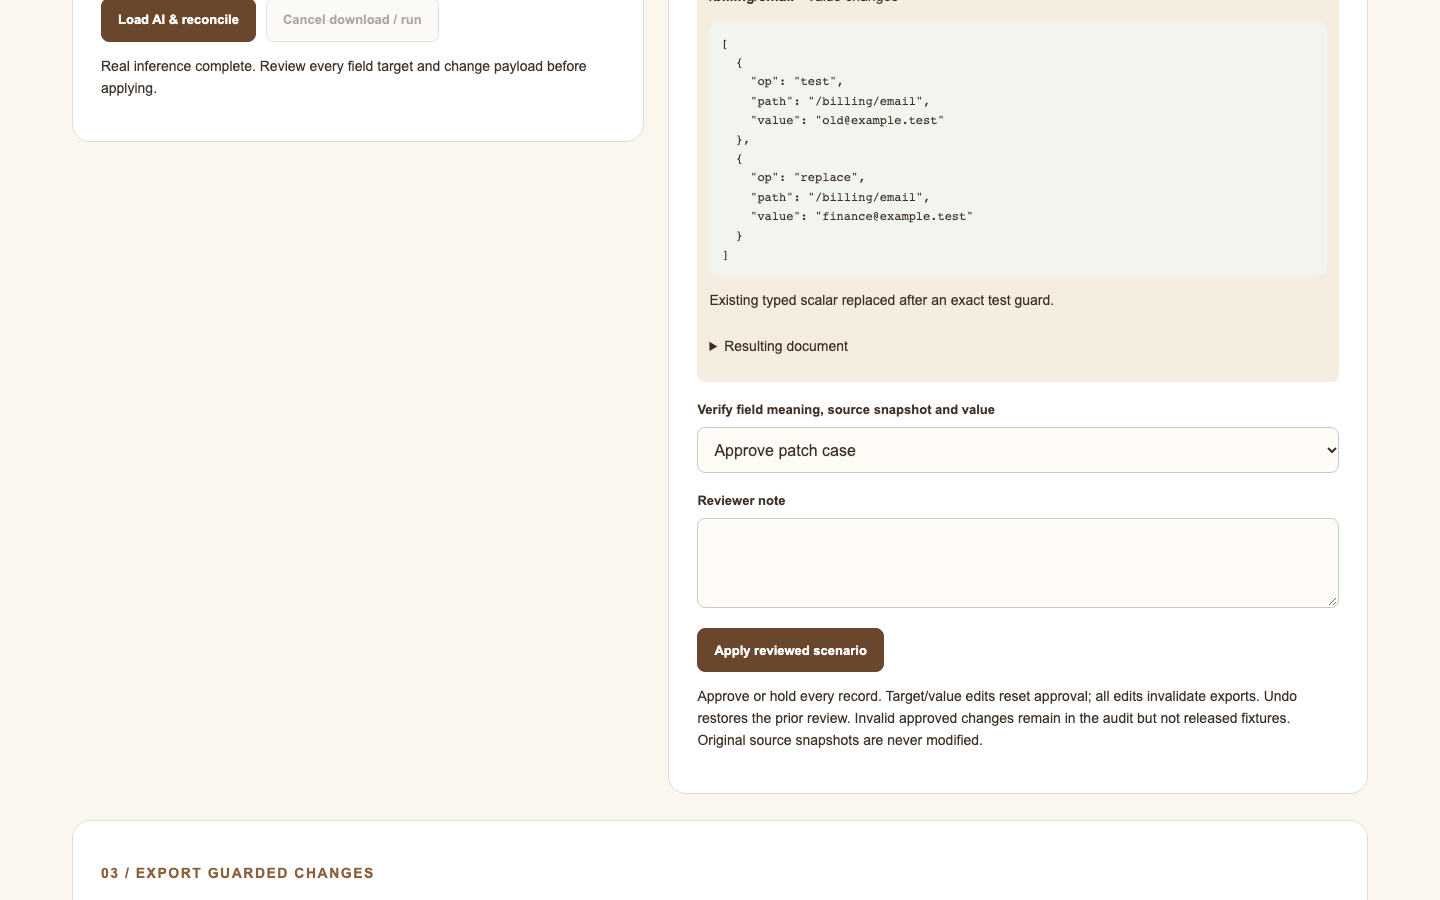 Load AI & reconcile
Cancel download / run
Real inference complete. Review every field target and change payload before
applying.
[
  {
    "op": "test",
    "path": "/billing/email",
    "value": "old@example.test"
  },
  {
    "op": "replace",
    "path": "/billing/email",
    "value": "finance@example.test"
  }
]
Existing typed scalar replaced after an exact test guard.
▶ Resulting document
Verify field meaning, source snapshot and value
Approve patch case
Reviewer note
Apply reviewed scenario
Approve or hold every record. Target/value edits reset approval; all edits invalidate exports. Undo
restores the prior review. Invalid approved changes remain in the audit but not released fixtures.
Original source snapshots are never modified.
03 / EXPORT GUARDED CHANGES